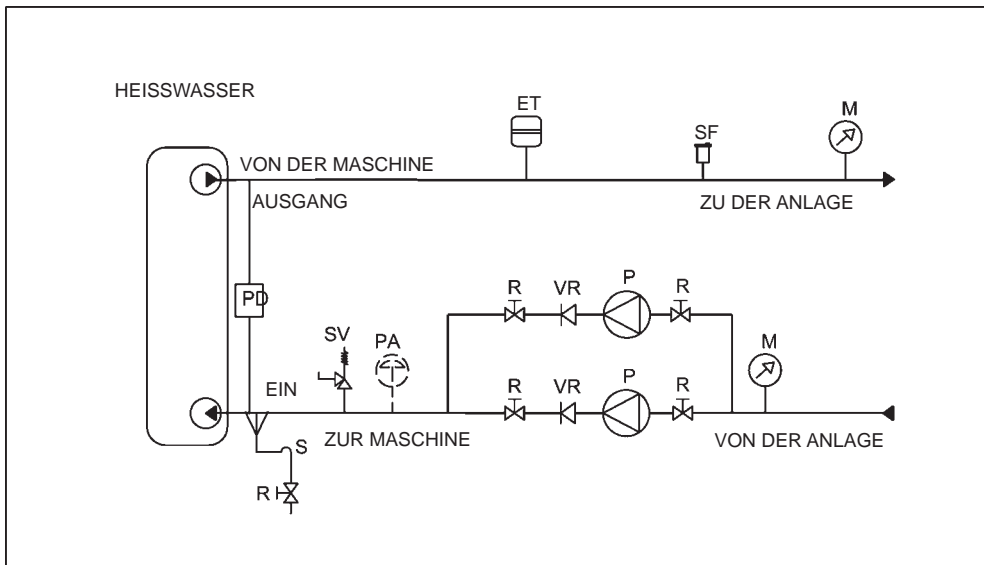 HEISSWASSER
ET
SF
M
VON DER MASCHINE
AUSGANG
ZU DER ANLAGE
PD
R
VR
P
R
SV
PA
M
EIN
R
VR
P
R
ZUR MASCHINE
VON DER ANLAGE
S
R